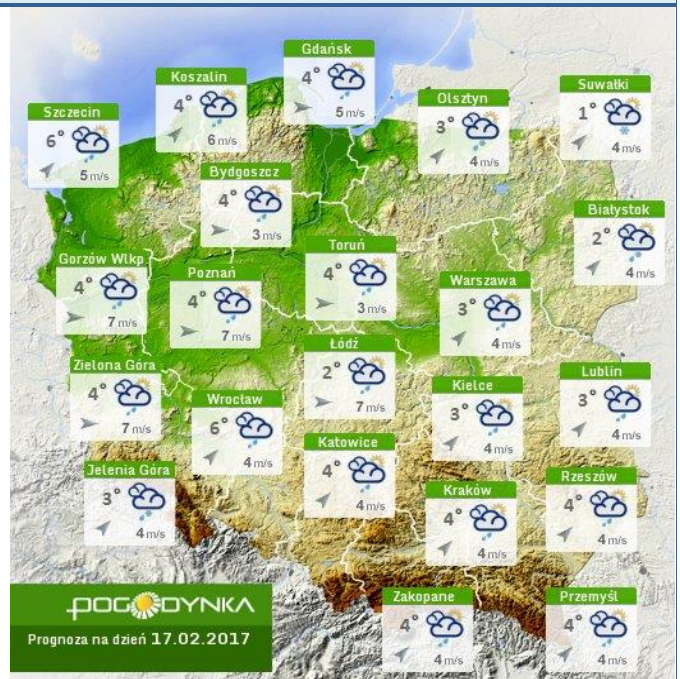 Gdańsk
4°
5 m/s
Koszalin
4°
6 m/s
Suwałki
1°
4 m/s
Olsztyn
3°
4 m/s
Szczecin
6°
5 m/s
Bydgoszcz
4°
3 m/s
Białystok
2°
4 m/s
Toruń
4°
3 m/s
Gorzów Wlkp
4°
7 m/s
Poznań
4°
7 m/s
Warszawa
3°
4 m/s
Łódź
2°
7 m/s
Zielona Góra
4°
7 m/s
Lublin
3°
4 m/s
Kielce
3°
4 m/s
Wrocław
6°
4 m/s
Katowice
4°
4 m/s
Jelenia Góra
3°
4 m/s
Rzeszów
4°
4 m/s
Kraków
4°
4 m/s
Zakopane
4°
4 m/s
Przemyśl
4°
4 m/s
POGODYNKA
Prognoza na dzień 17.02.2017